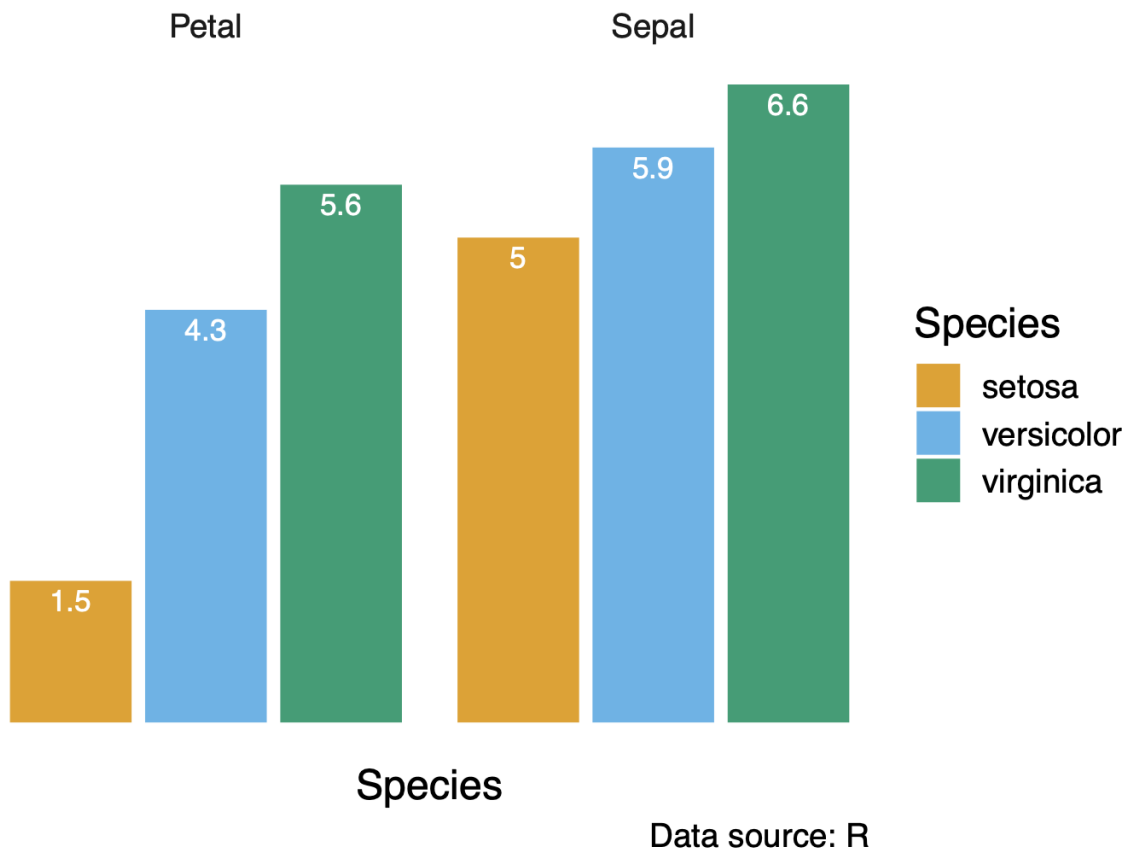 Petal
Sepal
6.6
5.9
5.6
5
4.3
1.5
Species
setosa
versicolor
virginica
Species
Data source: R